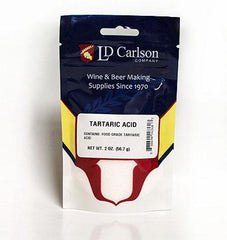 LD CARLSON
COMPANY
Wine & Beer Making
Supplies Since 1970
TARTARIC ACID
CONTAINS: FOOD GRADE TARTARIC
ACID
NET WT. 2 OZ. (56.7 g)